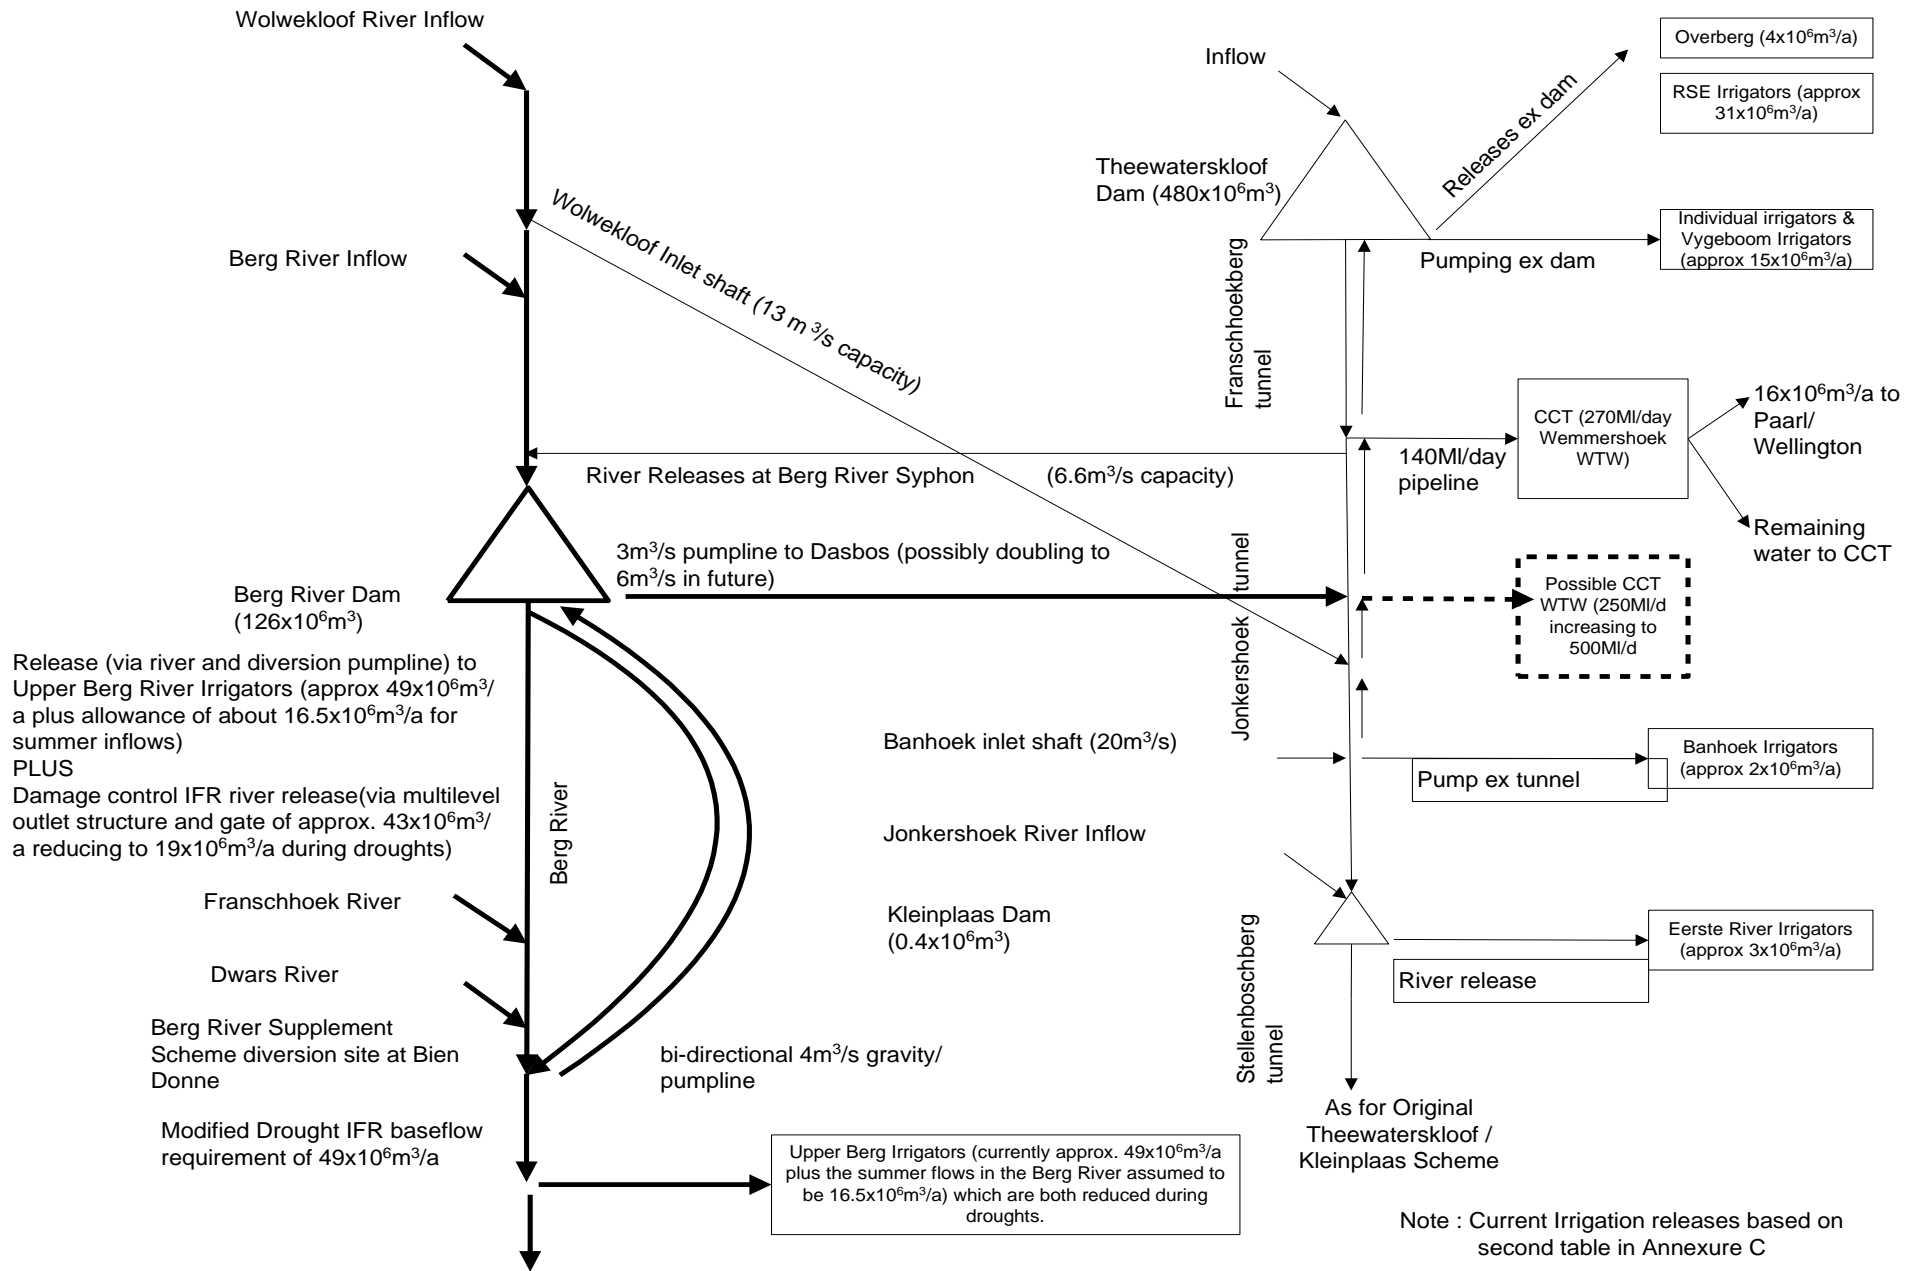 Wolwekloof River Inflow
Inflow
Overberg (4x10⁶m³/a)
RSE Irrigators (approx
31x10⁶m³/a)
Releases ex dam
Theewaterskloof
Dam (480x10⁶m³)
Wolwekloof Inlet shaft (13 m³/s capacity)
Berg River Inflow
Individual irrigators &
Vygeboom Irrigators
(approx 15x10⁶m³/a)
Pumping ex dam
Franschhoekberg
tunnel
CCT (270Ml/day
Wemmershoek
WTW)
16x10⁶m³/a to
Paarl/
Wellington
140Ml/day
pipeline
River Releases at Berg River Syphon
(6.6m³/s capacity)
Remaining
water to CCT
3m³/s pumpline to Dasbos (possibly doubling to
6m³/s in future)
Jonkershoek tunnel
Possible CCT
WTW (250Ml/d
increasing to
500Ml/d
Berg River Dam
(126x10⁶m³)
Release (via river and diversion pumpline) to
Upper Berg River Irrigators (approx 49x10⁶m³/
a plus allowance of about 16.5x10⁶m³/a for
summer inflows)
PLUS
Damage control IFR river release(via multilevel
outlet structure and gate of approx. 43x10⁶m³/
a reducing to 19x10⁶m³/a during droughts)
Berg River
Banhoek inlet shaft (20m³/s)
Banhoek Irrigators
(approx 2x10⁶m³/a)
Pump ex tunnel
Jonkershoek River Inflow
Franschhoek River
Kleinplaas Dam
(0.4x10⁶m³)
Eerste River Irrigators
(approx 3x10⁶m³/a)
River release
Stellenboschberg
tunnel
Dwars River
Berg River Supplement
Scheme diversion site at Bien
Donne
bi-directional 4m³/s gravity/
pumpline
As for Original
Theewaterskloof /
Kleinplaas Scheme
Modified Drought IFR baseflow
requirement of 49x10⁶m³/a
Upper Berg Irrigators (currently approx. 49x10⁶m³/a
plus the summer flows in the Berg River assumed to
be 16.5x10⁶m³/a) which are both reduced during
droughts.
Note : Current Irrigation releases based on
second table in Annexure C